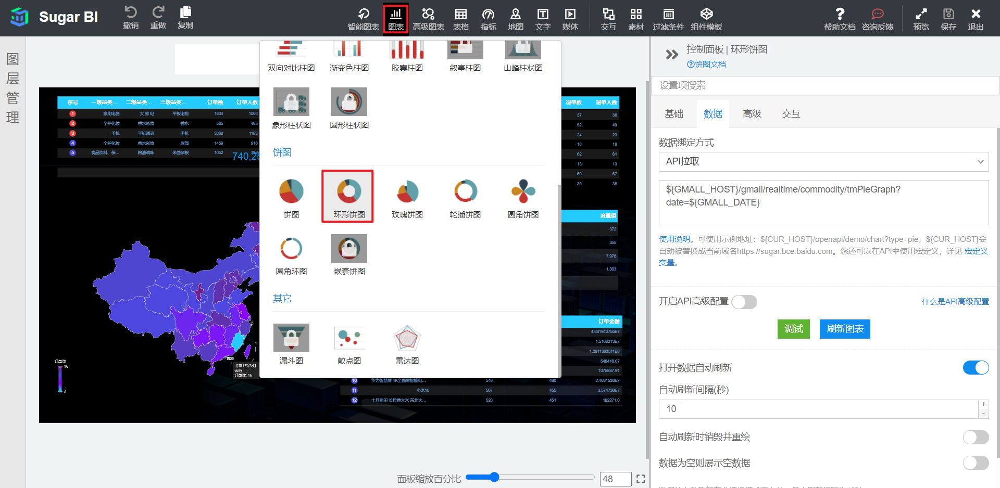 Sugar BI
撤销 重做 复制
智能图表 图表 高级图表 表格 指标 地图 文字 媒体 交互 素材 过滤条件 组件模板
帮助文档 咨询反馈 预览 保存 退出
图层管理
双向对比柱图 渐变色柱图 胶囊柱图 叙事柱图 山峰柱状图
象形柱状图 圆形柱状图
饼图
饼图 环形饼图 玫瑰饼图 轮播饼图 圆角饼图
圆角环图 嵌套饼图
其它
漏斗图 散点图 雷达图
序号 一级品类... 二级品类... 三级品类... 订单数 订单人数
1 家用电器 大 家 电 平板电视 1834 1000
2 个护化妆 香水彩妆 香水 565 485
3 手机 手机通讯 手机 3066 1183
4 个护化妆 香水彩妆 唇部 1459 918
5 食品饮料、保... 粮油调味 米面杂粮 1052
740,25
退单数 退单人数
37 36
52 49
24 23
18 18
62 61
13 13
69 67
39 38
度量值
372
355
7,976
1,303
订单金额
4.681940755E7
1.5166213E7
1.2911363511E8
546416.07
1075887.91
10 华为智慧屏 4K全面屏智能电... 546 480 2.4031536E7
11 小米10 507 455 3.574736E7
12 十月稻田 长粒香大米 东北大... 520 451 192271.0
订单数
16
2
香港
【第1名/34】
香港
订单数: 16
面板缩放百分比 48
控制面板 | 环形饼图
饼图文档
设置项搜索
基础 数据 高级 交互
数据绑定方式
API拉取
${GMALL_HOST}/gmall/realtime/commodity/tmPieGraph?
date=${GMALL_DATE}
使用说明。可使用示例地址：${CUR_HOST}/openapi/demo/chart?type=pie，${CUR_HOST}会
自动被替换成当前域名https://sugar.bce.baidu.com。您还可以在API中使用宏定义，详见 宏定义
变量。
开启API高级配置 什么是API高级配置
调试 刷新图表
打开数据自动刷新
自动刷新间隔(秒)
10
+
-
自动刷新时销毁并重绘
数据为空则展示空数据